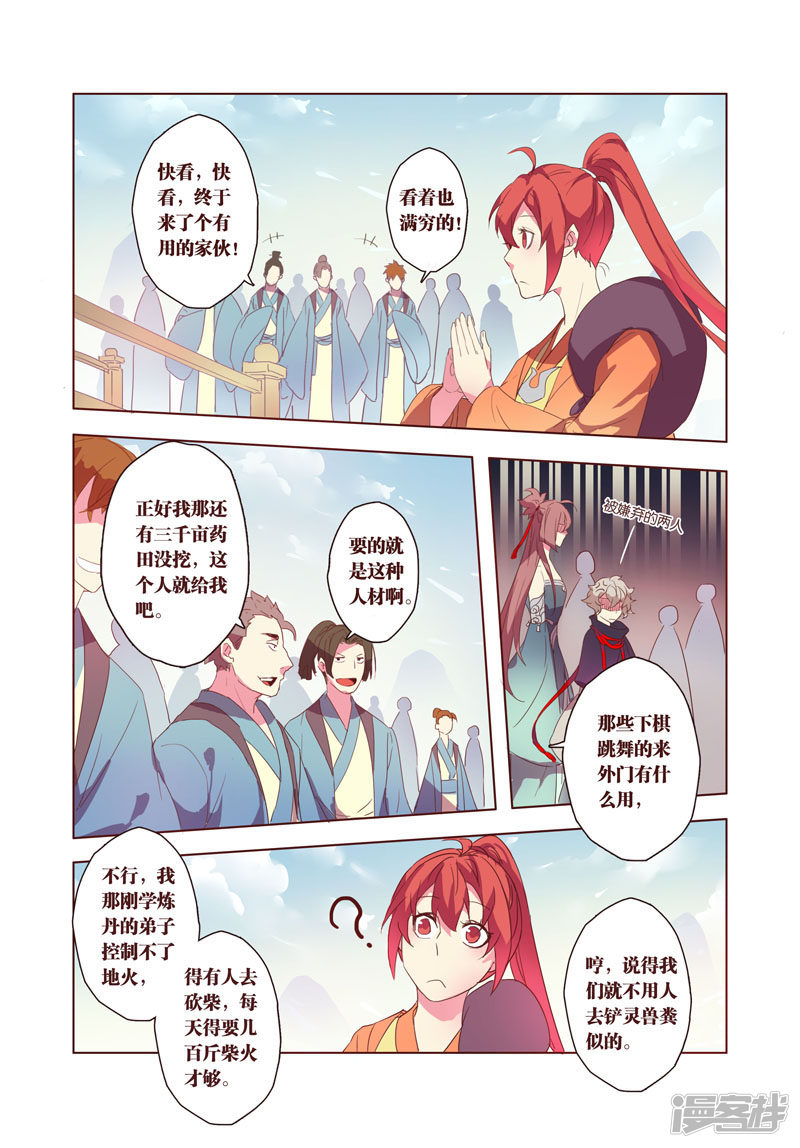 快看，快
看，终于
来了个有
用的家伙！
看着也
满穷的！
正好我那还
有三千亩药
田没挖，这
个人就给我
吧。
要的就
是这种
人材啊。
被嫌弃的两人
那些下棋
跳舞的来
外门有什
么用，
不行，我
那刚学炼
丹的弟子
控制不了
地火，
得有人去
砍柴，每
天得要几
百斤柴火
才够。
?
哼，说得我
们就不用人
去铲灵兽粪
似的。
漫客栈